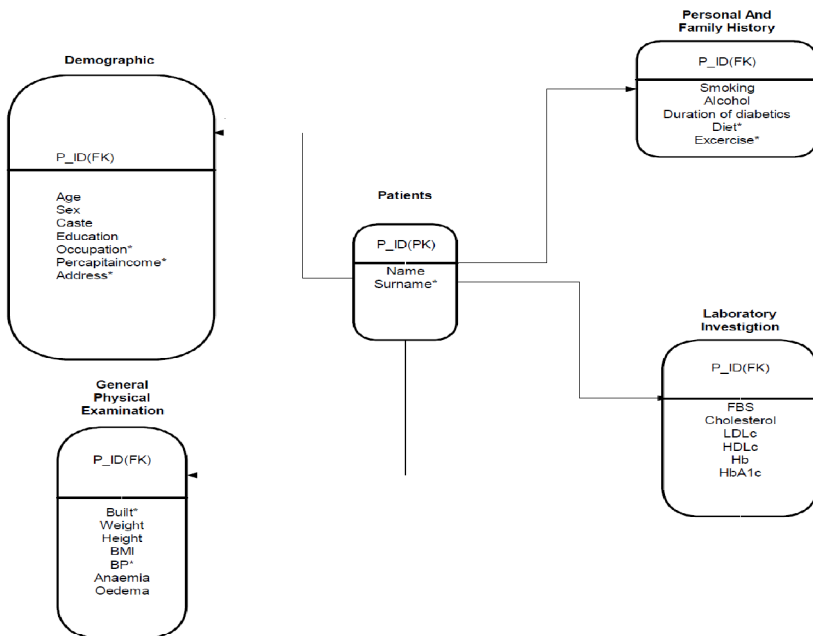 Demographic
P_ID(FK)
Age
Sex
Caste
Education
Occupation*
Percapitaincome*
Address*
Patients
P_ID(PK)
Name
Surname*
Personal And
Family History
P_ID(FK)
Smoking
Alcohol
Duration of diabetics
Diet*
Excercise*
General
Physical
Examination
P_ID(FK)
Built*
Weight
Height
BMI
BP*
Anaemia
Oedema
Laboratory
Investigtion
P_ID(FK)
FBS
Cholesterol
LDLc
HDLc
Hb
HbA1c